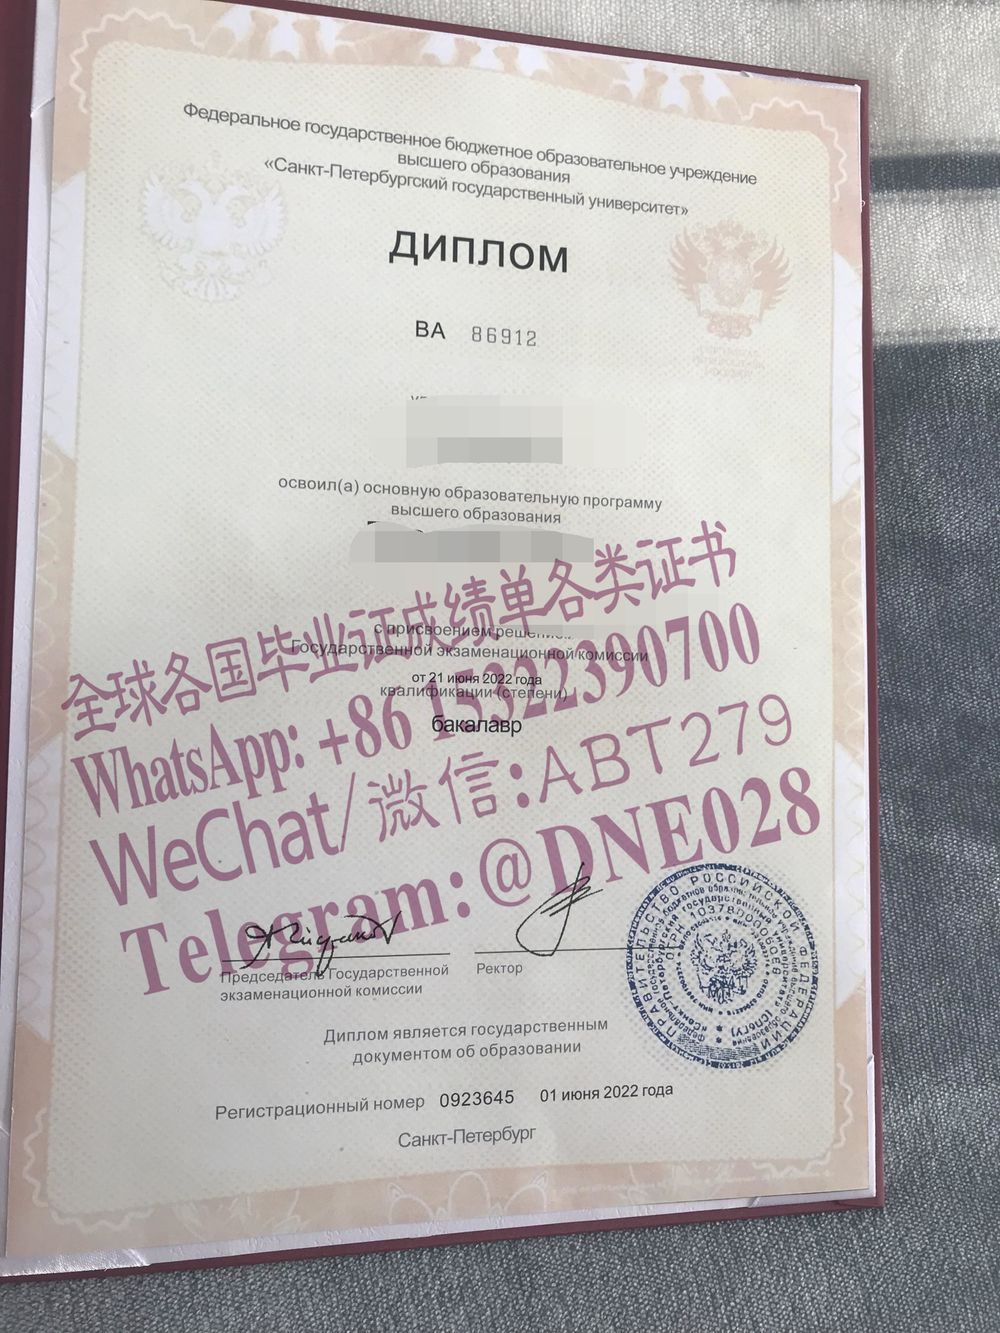 Федеральное государственное бюджетное образовательное учреждение
высшего образования
«Санкт-Петербургский государственный университет»
ДИПЛОМ
ВА 86912
освоил(а) основную образовательную программу
высшего образования
全球各国毕业证成绩单各类证书
с присвоением
Государственной экзаменационной комиссии
WhatsApp: +86 15322390700
от 21 июня 2022 года
квалификации (степени)
бакалавр
WeChat/微信:ABT279
Telegram:@DNE028
Председатель Государственной
экзаменационной комиссии
Ректор
ПРАВИТЕЛЬСТВО РОССИЙСКОЙ ФЕДЕРАЦИИ
Диплом является государственным
документом об образовании
Регистрационный номер 0923645 01 июня 2022 года
Санкт-Петербург